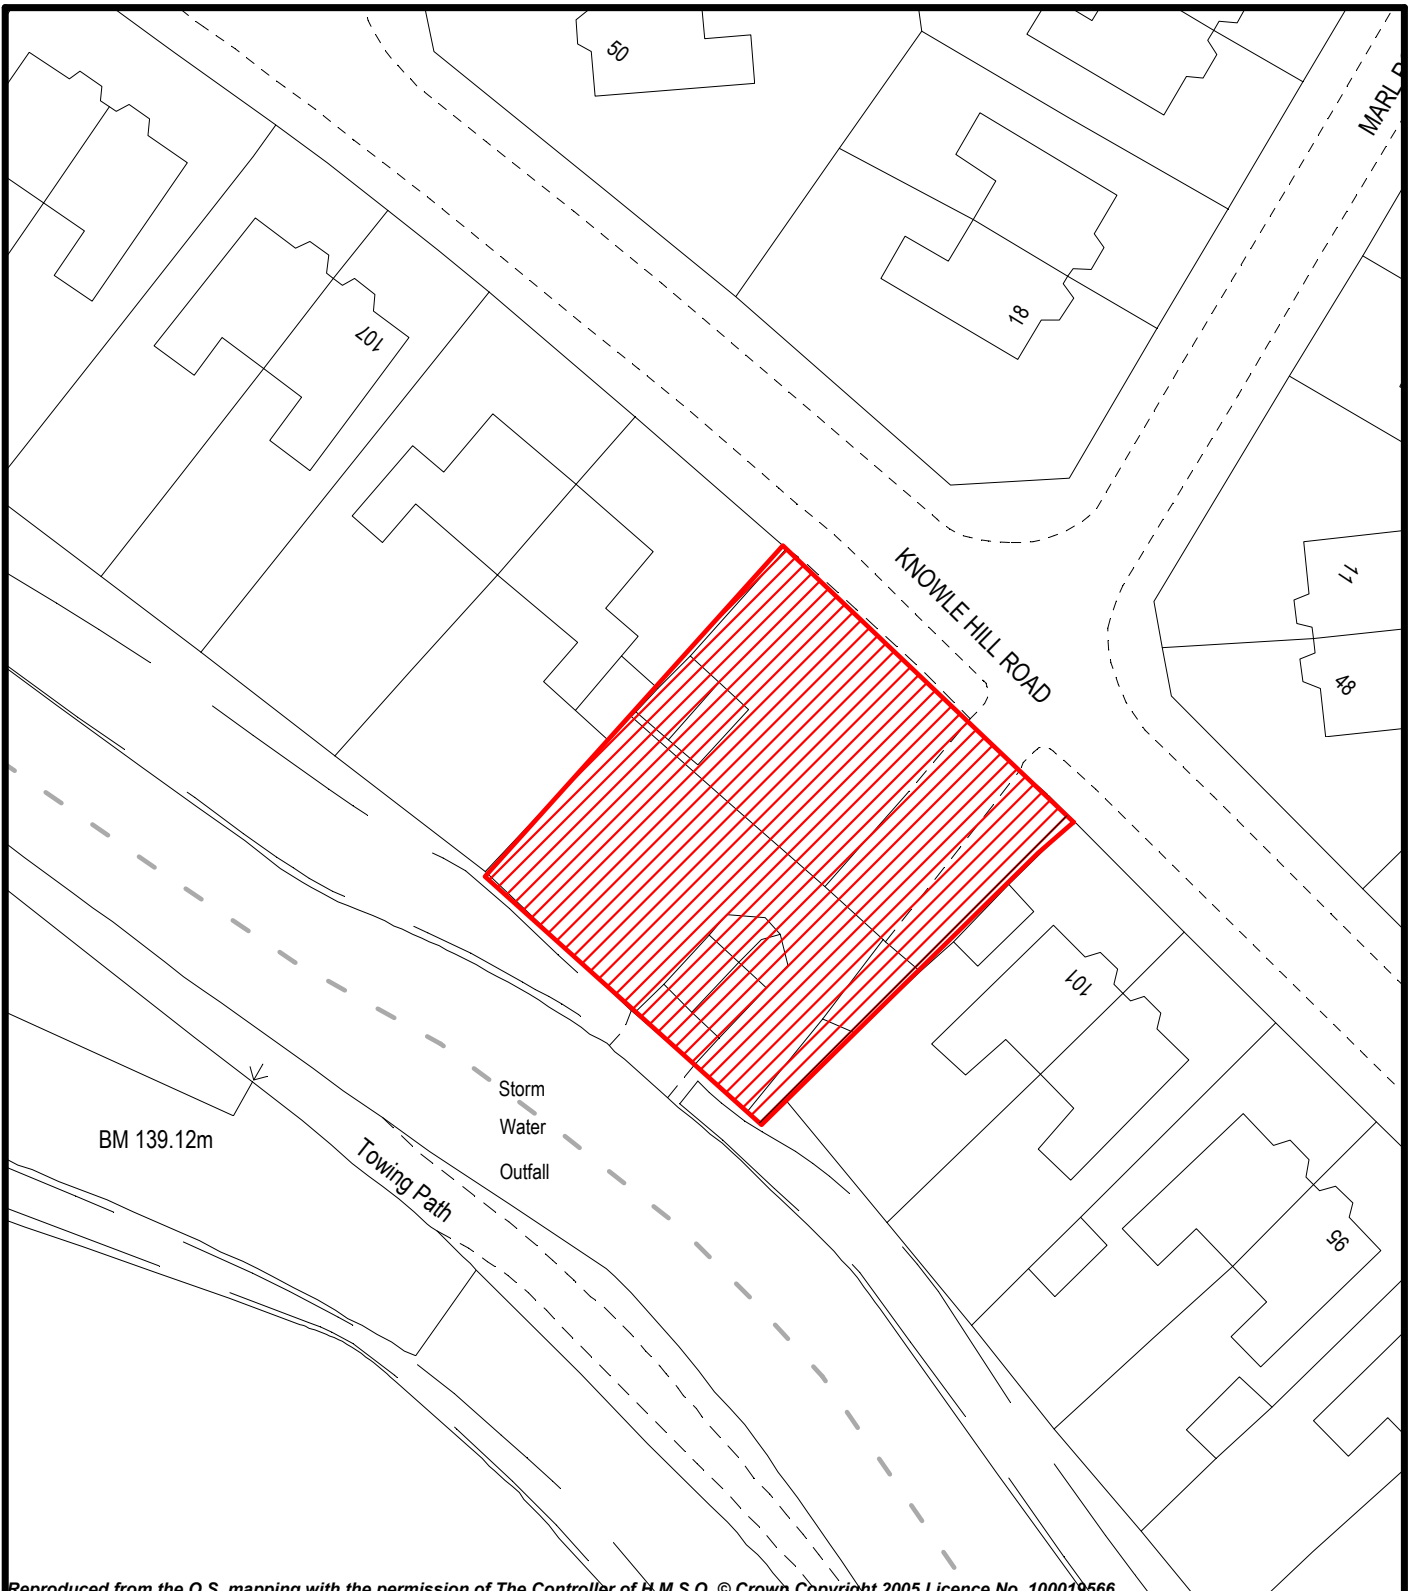 50
MARL
18
107
KNOWLE HILL ROAD
11
48
101
Storm
Water
Outfall
BM 139.12m
Towing Path
95
Reproduced from the O.S. mapping with the permission of The Controller of H.M.S.O. © Crown Copyright 2005 Licence No. 100019566